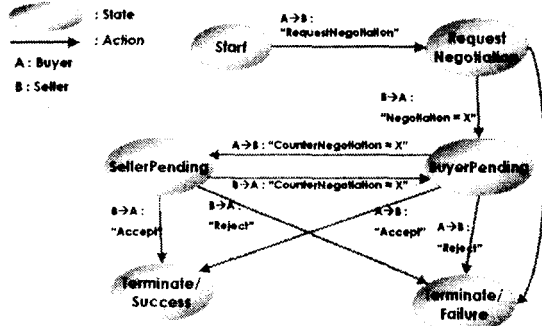 : State
: Action
A : Buyer
B : Seller
Start
A→B :
"RequestNegotiation"
Request
Negotiation
B→A :
"Negotiation = X"
A→B : "CounterNegotiation = X"
SellerPending
BuyerPending
B→A : "CounterNegotiation = X"
B→A :
"Accept"
B→A :
"Reject"
A→B:
"Accept"
A→B :
"Reject"
Terminate/
Success
Terminate/
Failure